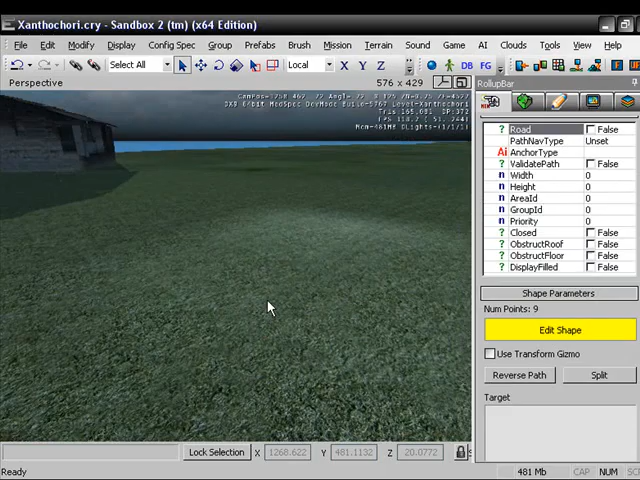 Xanthochori.cry - Sandbox 2 (tm) (x64 Edition)
File Edit Modify Display Cryphysics Config Group Prefabs Brush Mission Terrain Sound Game AI Clouds Tools View Help
Select All Local X Y Z DB FG
Perspective 576 x 429
RollupBar
Road False
PathNavType Unset
Ai AnchorType
ValidatePath False
n Width 0
n Height 0
n AreaId 0
n GroupId 0
n Priority 0
Closed False
ObstructRoof False
ObstructFloor False
DisplayFilled False
Shape Parameters
Num Points: 9
Edit Shape
Use Transform Gizmo
Reverse Path Split
Target
Lock Selection X 1268.622 Y 481.1132 Z 20.0772
Ready 481 Mb CAP NUM